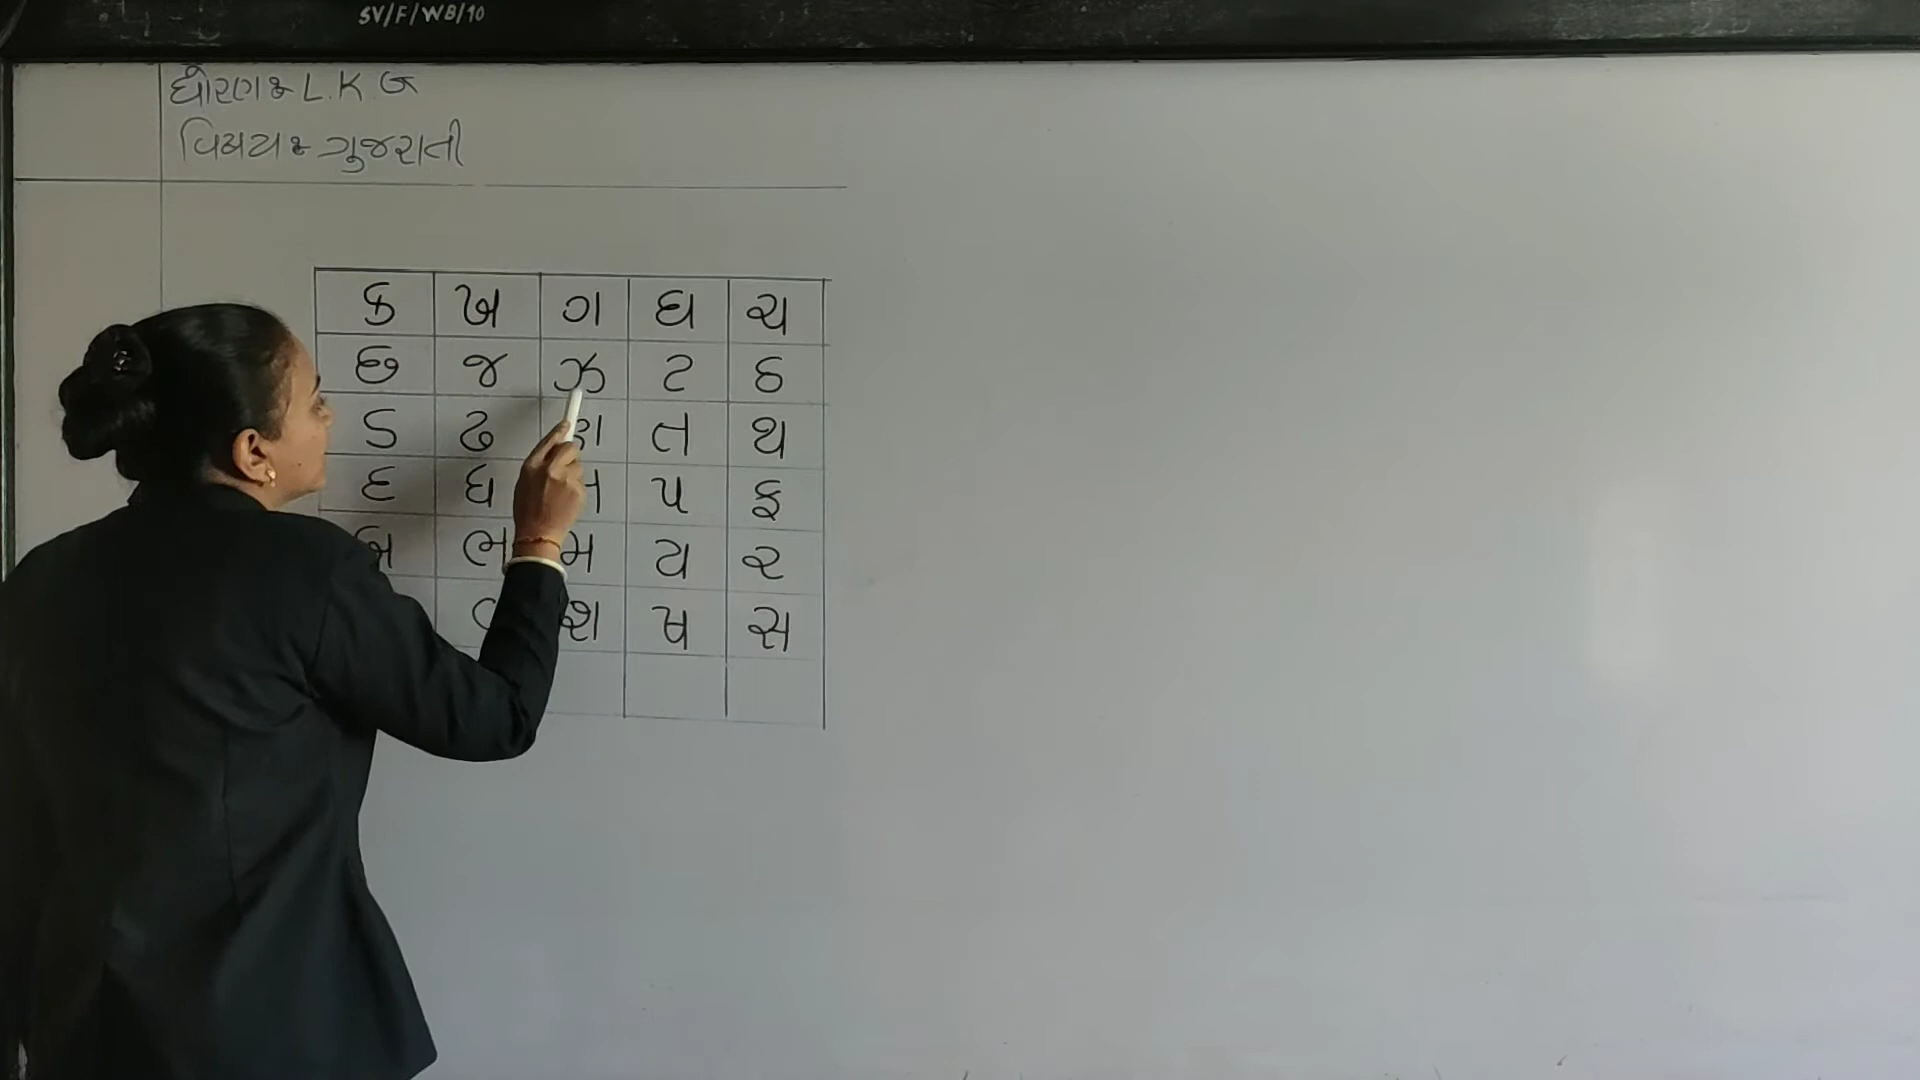 SV/F/WB/10
ધોરણઃ L.K.G
વિષયઃ ગુજરાતી
ક ખ ગ ઘ ચ
છ જ ઝ ટ ઠ
ડ ઢ ણ ત થ
દ ધ ન પ ફ
બ ભ મ ય ર
શ ષ સ